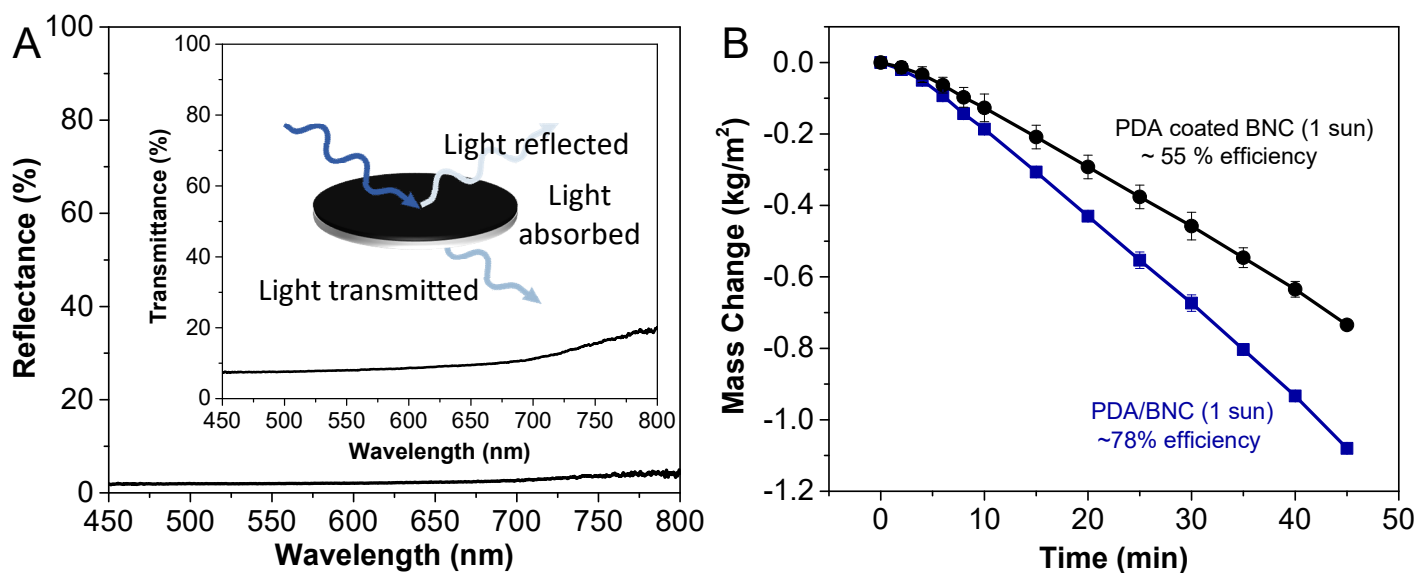 A
Reflectance (%)
100
80
60
40
20
0
450
500
550
600
650
700
750
800
Wavelength (nm)
Transmittance (%)
100
80
60
40
20
0
450
500
550
600
650
700
750
800
Wavelength (nm)
Light reflected
Light
absorbed
Light transmitted
B
Mass Change (kg/m²)
0.0
-0.2
-0.4
-0.6
-0.8
-1.0
-1.2
0
10
20
30
40
50
Time (min)
PDA coated BNC (1 sun)
~ 55 % efficiency
PDA/BNC (1 sun)
~78% efficiency